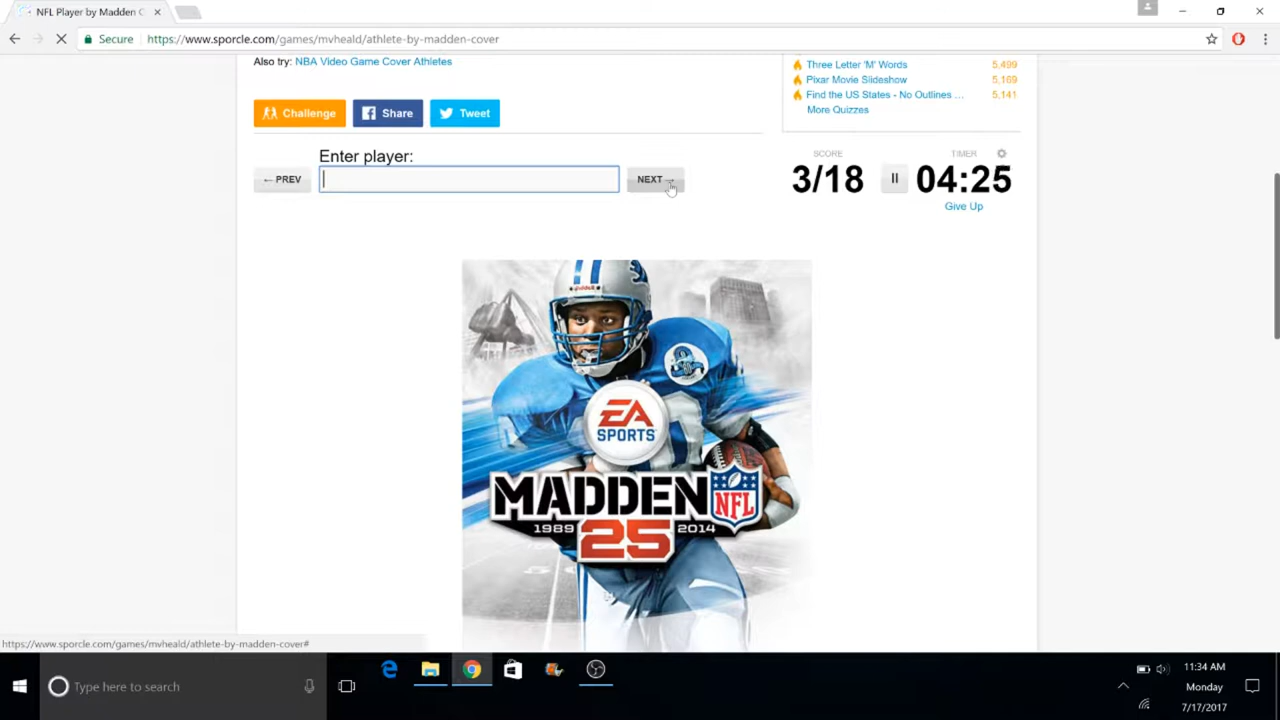 NFL Player by Madden C
Secure
https://www.sporcle.com/games/mvheald/athlete-by-madden-cover
Also try: NBA Video Game Cover Athletes
Three Letter 'M' Words 5,499
Pixar Movie Slideshow 5,169
Find the US States - No Outlines ... 5,141
More Quizzes
Challenge
Share
Tweet
Enter player:
← PREV
NEXT →
SCORE
3/18
TIMER
04:25
Give Up
Riddell
EA
SPORTS
MADDEN
NFL
1989 25 2014
https://www.sporcle.com/games/mvheald/athlete-by-madden-cover#
Type here to search
11:34 AM
Monday
7/17/2017